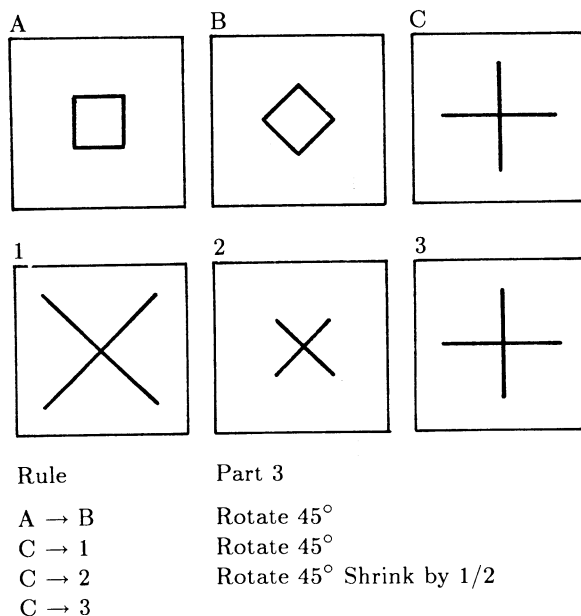 A B C
1 2 3
Rule Part 3
A → B Rotate 45°
C → 1 Rotate 45°
C → 2 Rotate 45° Shrink by 1/2
C → 3